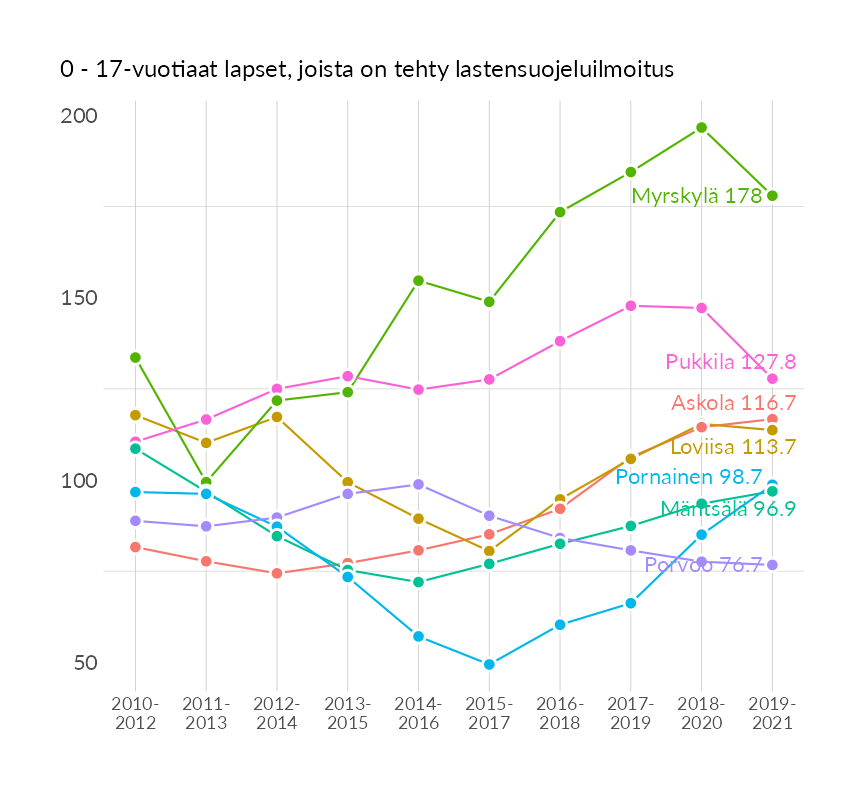 0 - 17-vuotiaat lapset, joista on tehty lastensuojeluilmoitus
200
150
100
50
Myrskylä 178
Pukkila 127.8
Askola 116.7
Loviisa 113.7
Pornainen 98.7
Mäntsälä 96.9
Porvoo 76.7
2010- 2011- 2012- 2013- 2014- 2015- 2016- 2017- 2018- 2019-
2012 2013 2014 2015 2016 2017 2018 2019 2020 2021